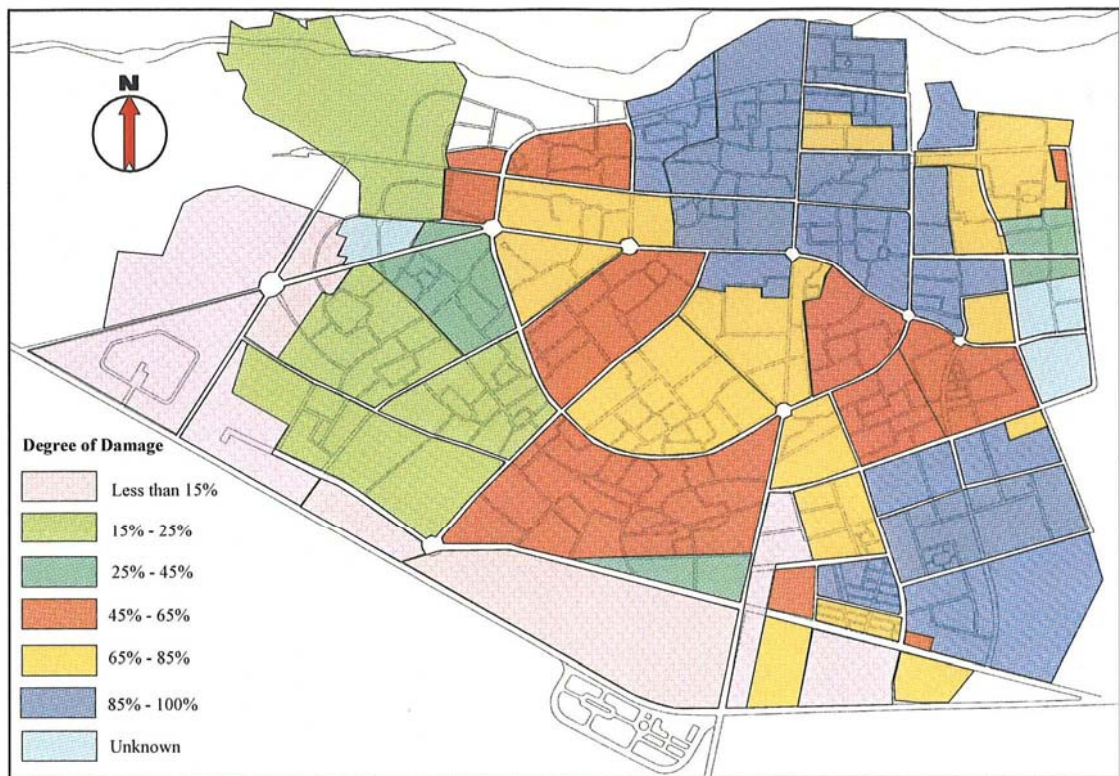 N
Degree of Damage
Less than 15%
15% - 25%
25% - 45%
45% - 65%
65% - 85%
85% - 100%
Unknown